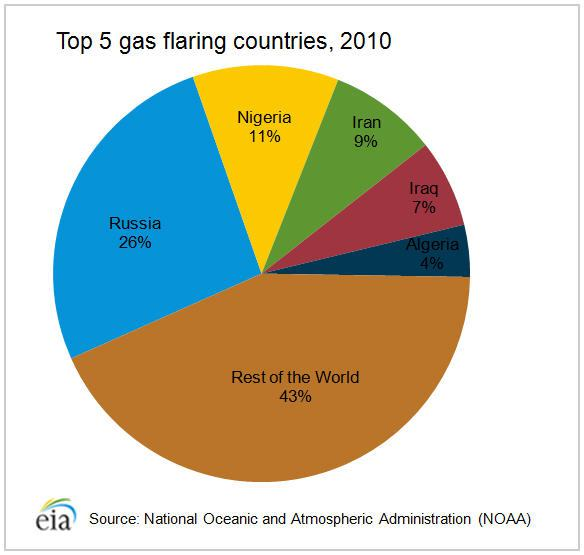 Top 5 gas flaring countries, 2010
Nigeria
11%
Iran
9%
Iraq
7%
Russia
26%
Algeria
4%
Rest of the World
43%
eia
Source: National Oceanic and Atmospheric Administration (NOAA)